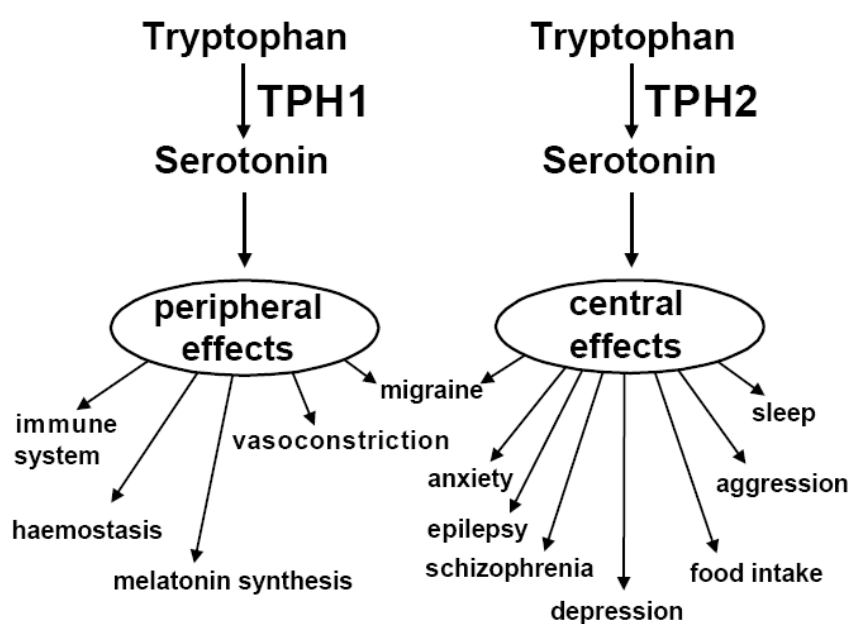 Tryptophan
TPH1
Serotonin
peripheral
effects
immune
system
haemostasis
melatonin synthesis
vasoconstriction
migraine
Tryptophan
TPH2
Serotonin
central
effects
anxiety
epilepsy
schizophrenia
depression
food intake
aggression
sleep